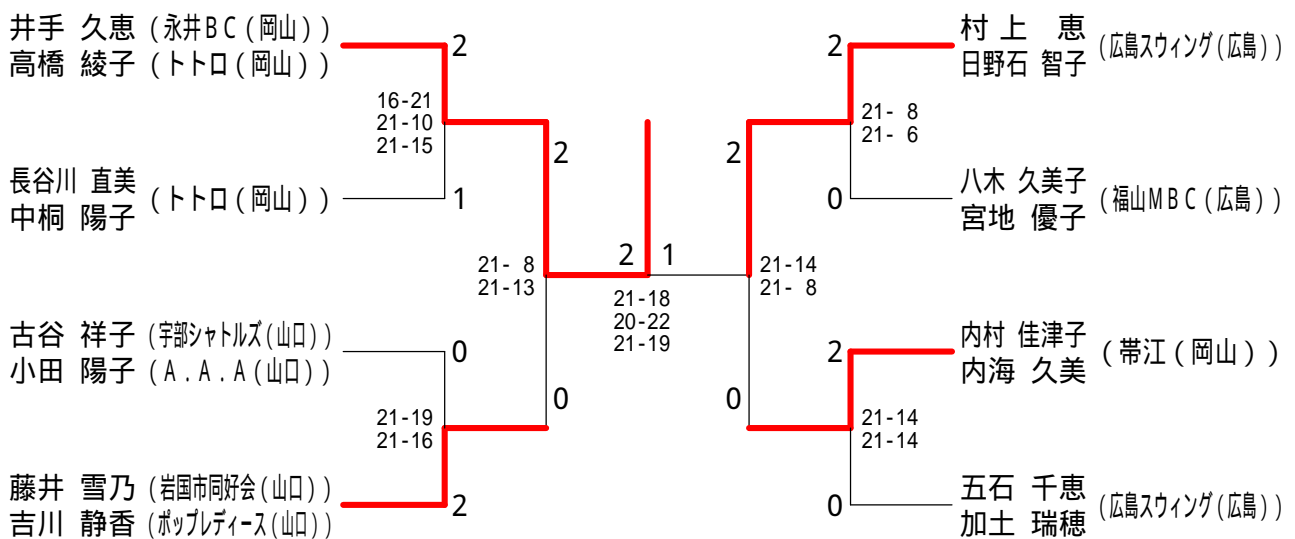 井手 久恵 (永井BC(岡山))
高橋 綾子 (トトロ(岡山))
2
16-21
21-10
21-15
長谷川 直美
中桐 陽子
(トトロ(岡山))
1
2
21- 8
21-13
古谷 祥子 (宇部シャトルズ(山口))
小田 陽子 (A.A.A(山口))
0
21-19
21-16
0
藤井 雪乃 (岩国市同好会(山口))
吉川 静香 (ポップレディース(山口))
2
2 1
21-18
20-22
21-19
村上 恵
日野石 智子
(広島スウィング(広島))
2
21- 8
21- 6
2
八木 久美子
宮地 優子
(福山MBC(広島))
0
21-14
21- 8
内村 佳津子
内海 久美
(帯江(岡山))
2
0
21-14
21-14
五石 千恵
加土 瑞穂
(広島スウィング(広島))
0